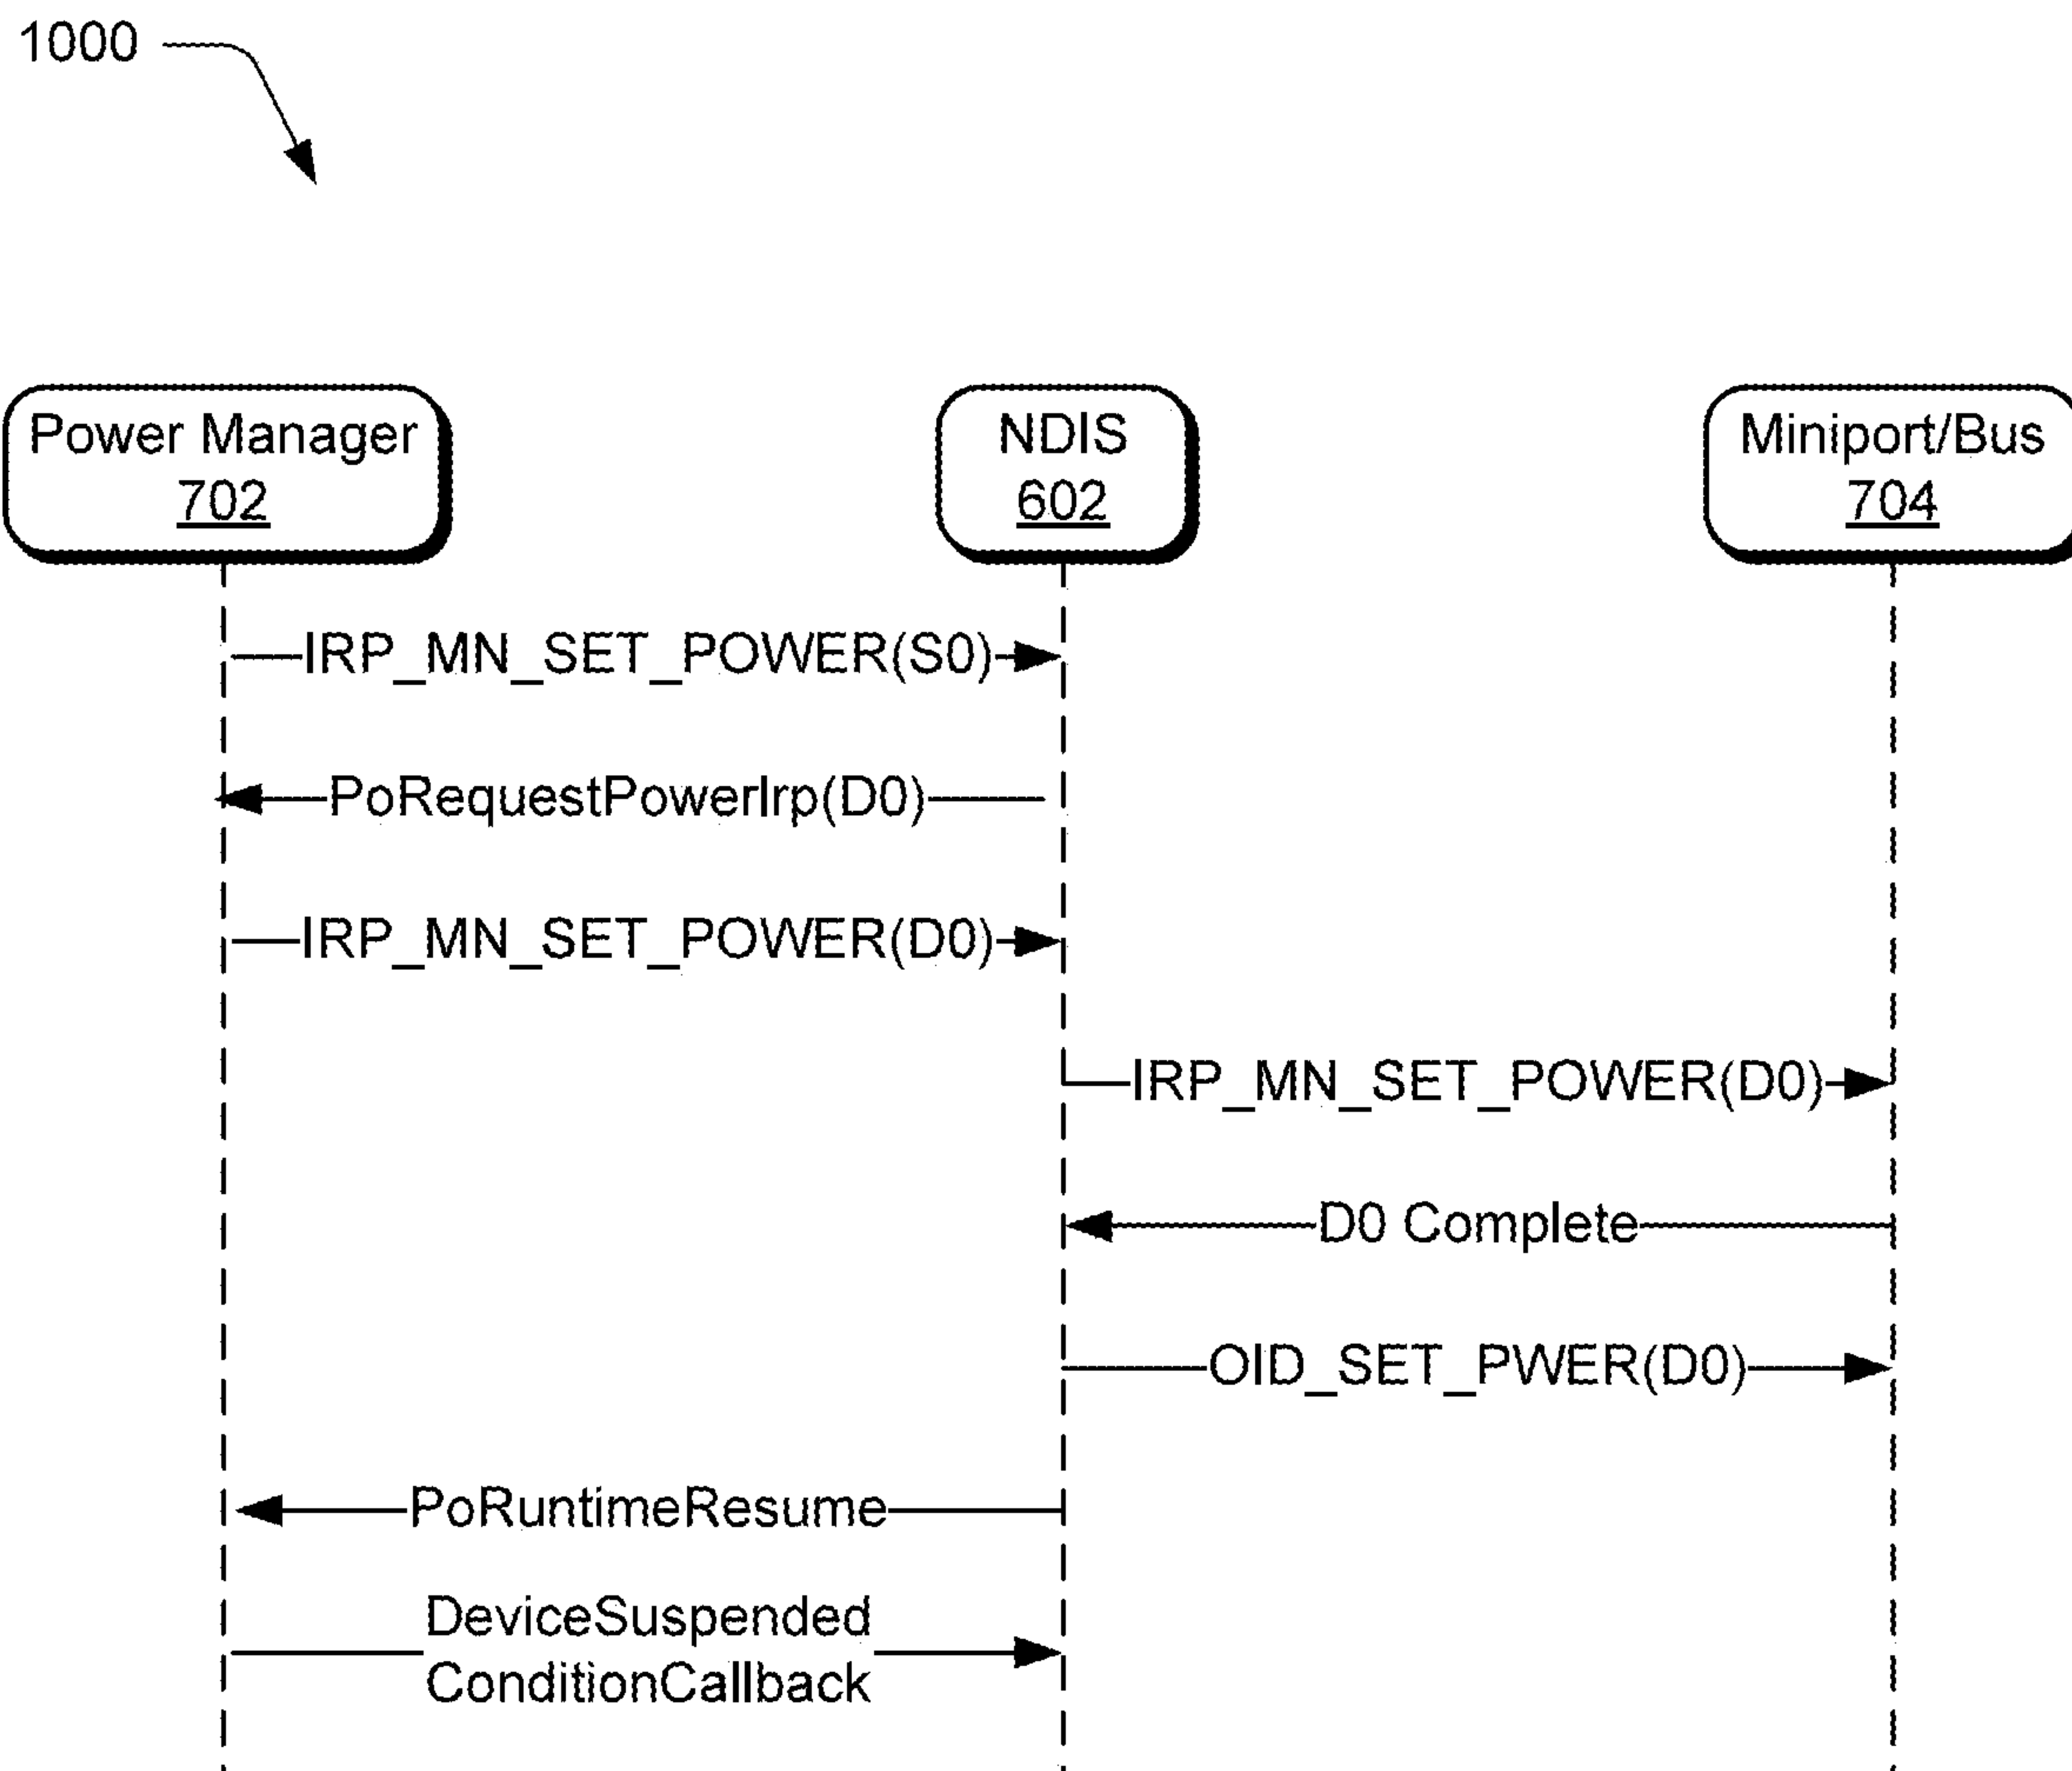 1000
Power Manager
702
NDIS
602
Miniport/Bus
704
IRP_MN_SET_POWER(S0)
PoRequestPowerIrp(D0)
IRP_MN_SET_POWER(D0)
IRP_MN_SET_POWER(D0)
D0 Complete
OID_SET_PWER(D0)
PoRuntimeResume
DeviceSuspended
ConditionCallback